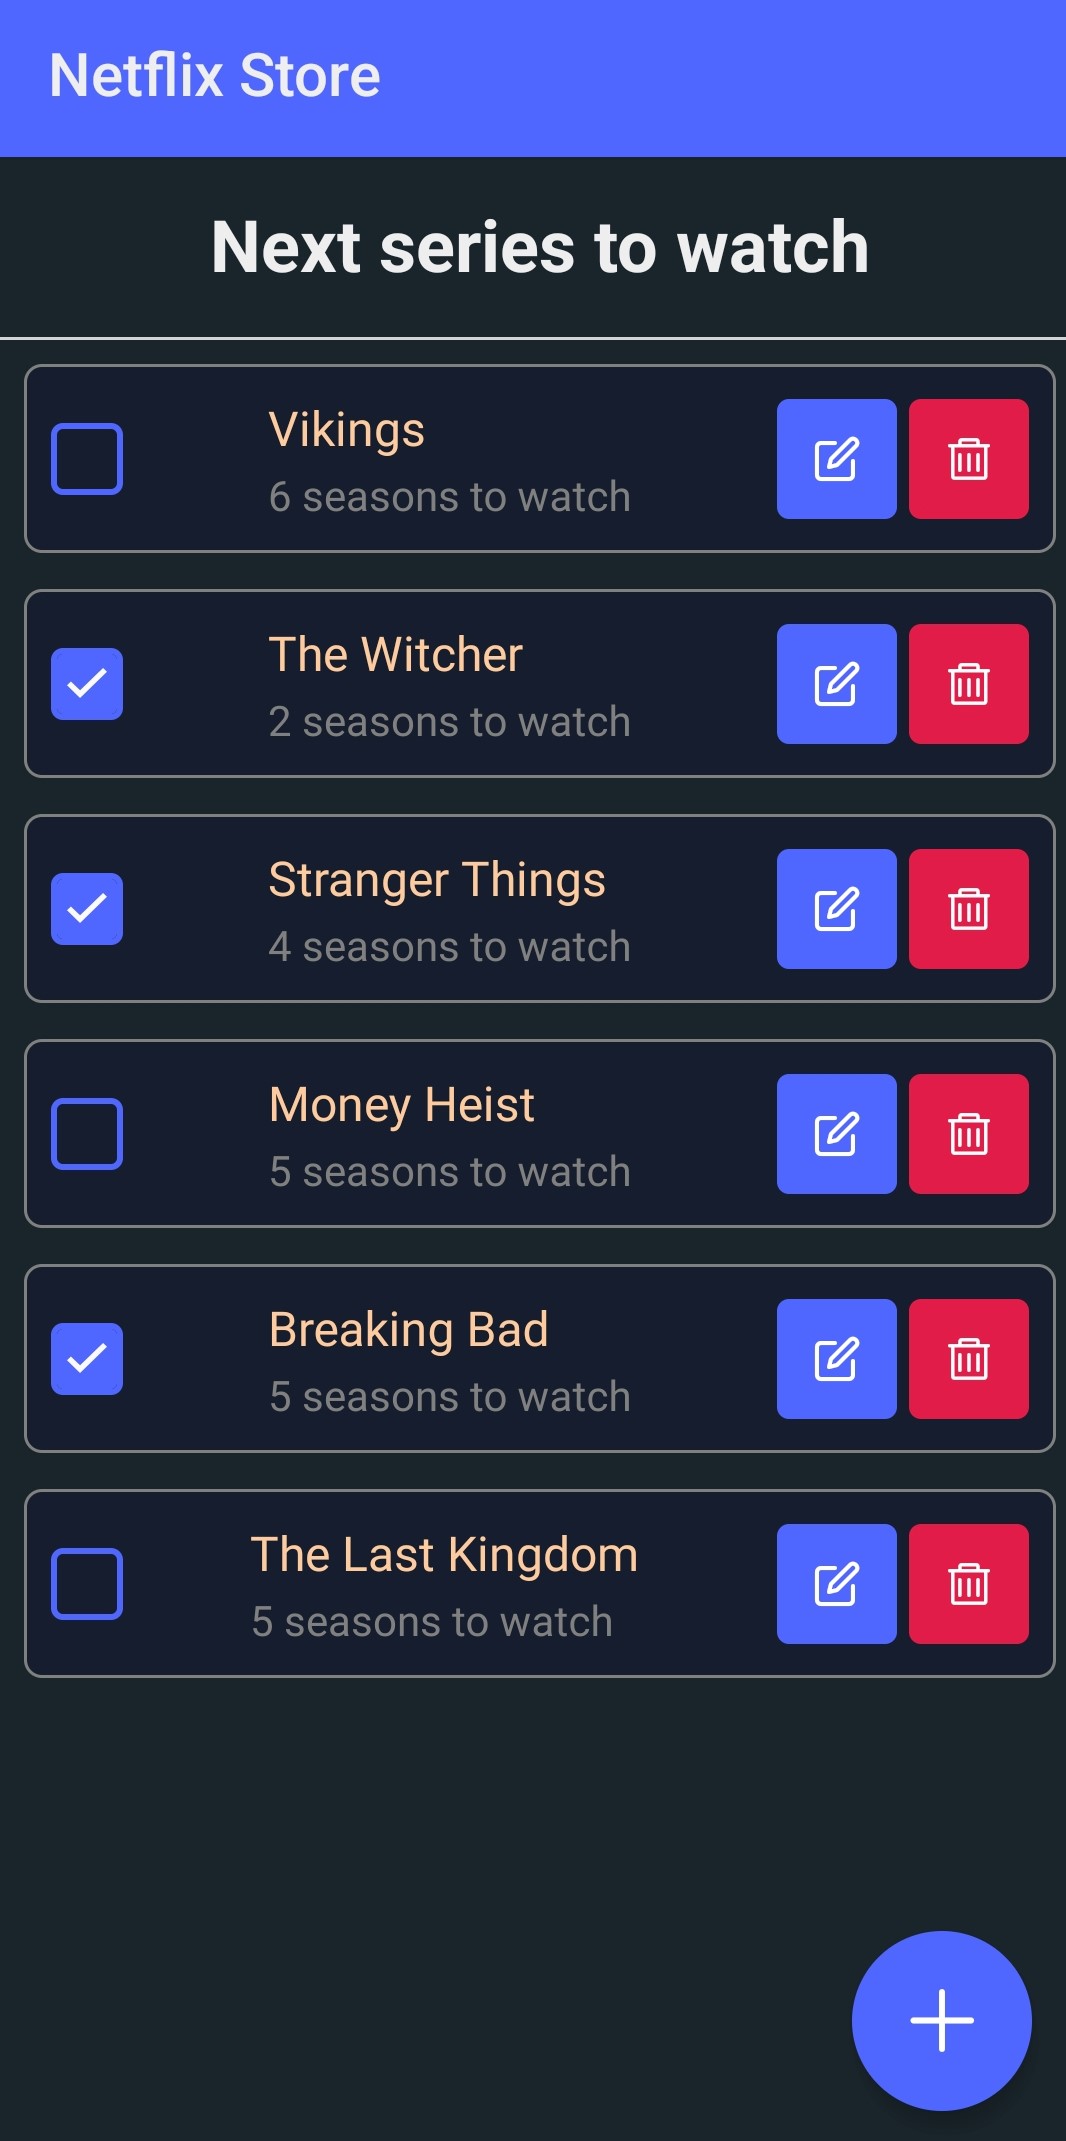 Netflix Store
Next series to watch
Vikings
6 seasons to watch
The Witcher
2 seasons to watch
Stranger Things
4 seasons to watch
Money Heist
5 seasons to watch
Breaking Bad
5 seasons to watch
The Last Kingdom
5 seasons to watch